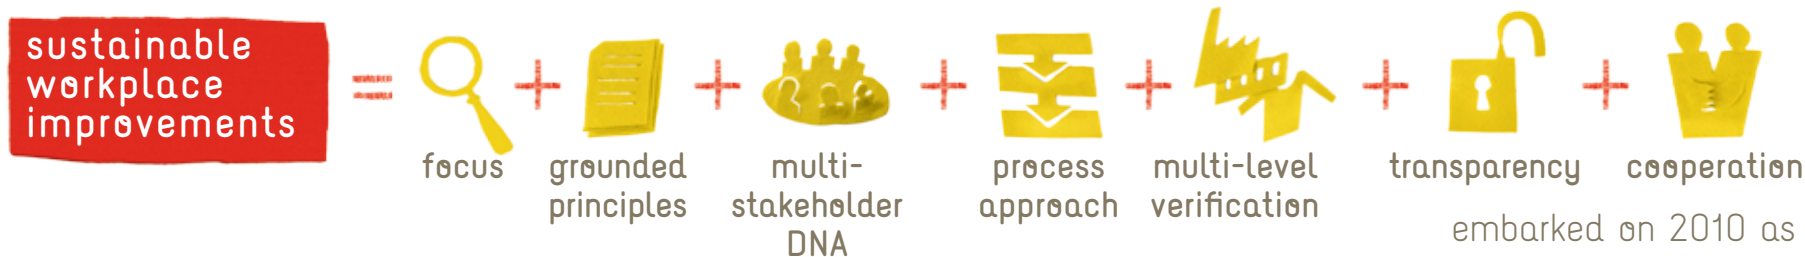 sustainable
workplace
improvements
= + + + + + +
focus
grounded
principles
multi-
stakeholder
DNA
process
approach
multi-level
verification
transparency
cooperation
embarked on 2010 as